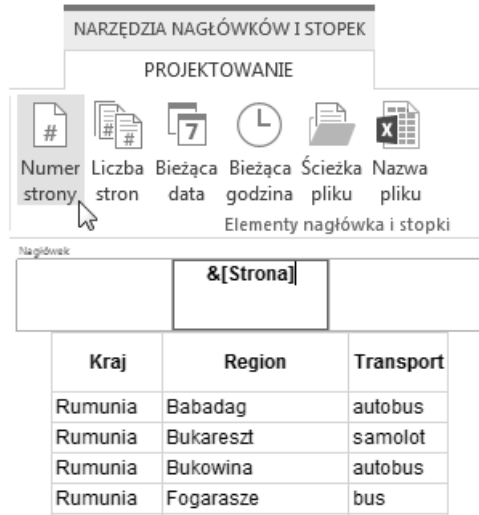 NARZĘDZIA NAGŁÓWKÓW I STOPEK
PROJEKTOWANIE
# # # 7 X
Numer Liczba Bieżąca Bieżąca Ścieżka Nazwa
strony stron data godzina pliku pliku
Elementy nagłówka i stopki
Nagłówek
&[Strona]
Kraj Region Transport
Rumunia Babadag autobus
Rumunia Bukareszt samolot
Rumunia Bukowina autobus
Rumunia Fogarasze bus